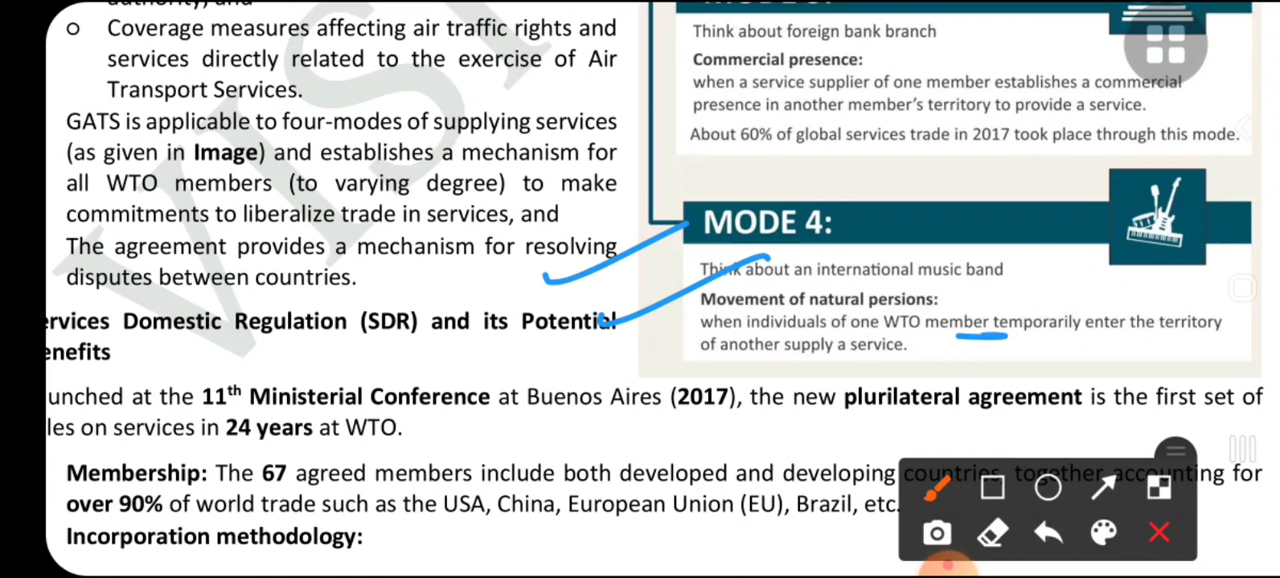 authority, and
o Coverage measures affecting air traffic rights and
services directly related to the exercise of Air
Transport Services.
GATS is applicable to four-modes of supplying services
(as given in Image) and establishes a mechanism for
all WTO members (to varying degree) to make
commitments to liberalize trade in services, and
The agreement provides a mechanism for resolving
disputes between countries.
MODE 3:
Think about foreign bank branch
Commercial presence:
when a service supplier of one member establishes a commercial
presence in another member's territory to provide a service.
About 60% of global services trade in 2017 took place through this mode.
MODE 4:
Think about an international music band
Movement of natural persions:
when individuals of one WTO member temporarily enter the territory
of another supply a service.
ervices Domestic Regulation (SDR) and its Potential
enefits
unched at the 11th Ministerial Conference at Buenos Aires (2017), the new plurilateral agreement is the first set of
les on services in 24 years at WTO.
Membership: The 67 agreed members include both developed and developing countries, together accounting for
over 90% of world trade such as the USA, China, European Union (EU), Brazil, etc.
Incorporation methodology: